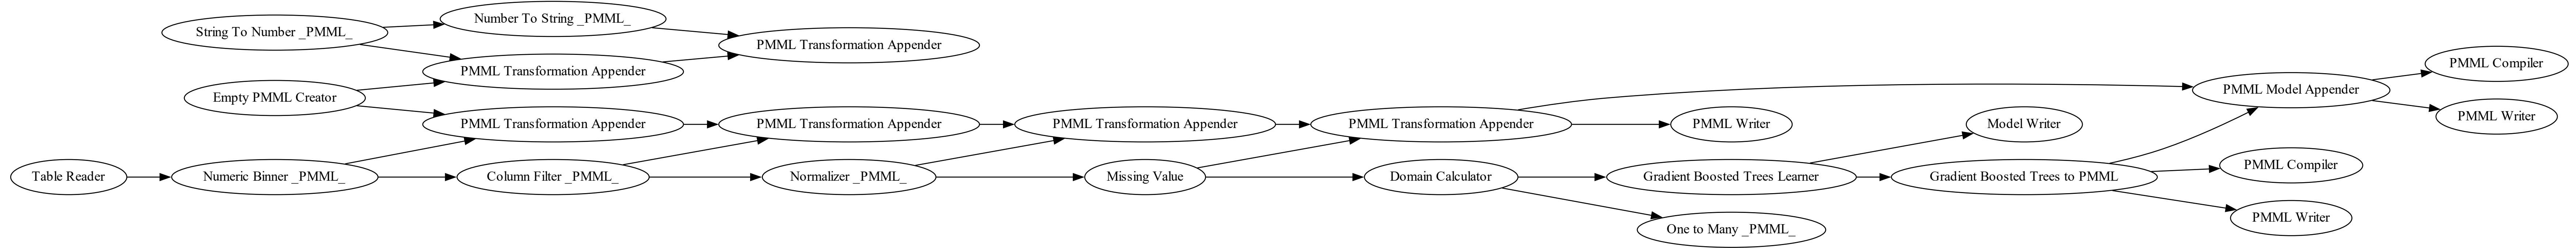 String To Number _PMML_
Number To String _PMML_
PMML Transformation Appender
PMML Transformation Appender
Empty PMML Creator
PMML Transformation Appender
PMML Transformation Appender
PMML Transformation Appender
PMML Transformation Appender
PMML Writer
Model Writer
PMML Model Appender
PMML Compiler
PMML Writer
Table Reader
Numeric Binner _PMML_
Column Filter _PMML_
Normalizer _PMML_
Missing Value
Domain Calculator
Gradient Boosted Trees Learner
Gradient Boosted Trees to PMML
PMML Compiler
PMML Writer
One to Many _PMML_